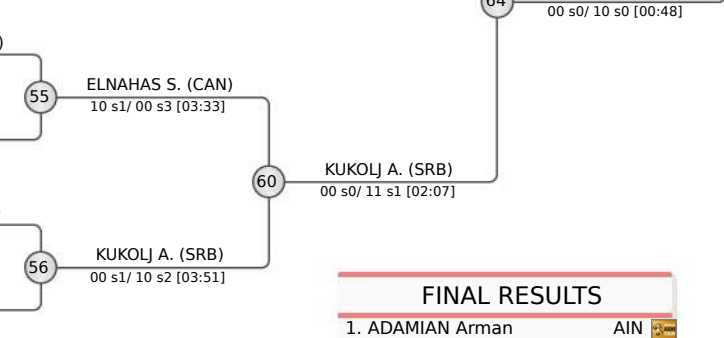 64
00 s0/ 10 s0 [00:48]
)
55
ELNAHAS S. (CAN)
10 s1/ 00 s3 [03:33]
60
KUKOLJ A. (SRB)
00 s0/ 11 s1 [02:07]
56
KUKOLJ A. (SRB)
00 s1/ 10 s2 [03:51]
FINAL RESULTS
1. ADAMIAN Arman AIN